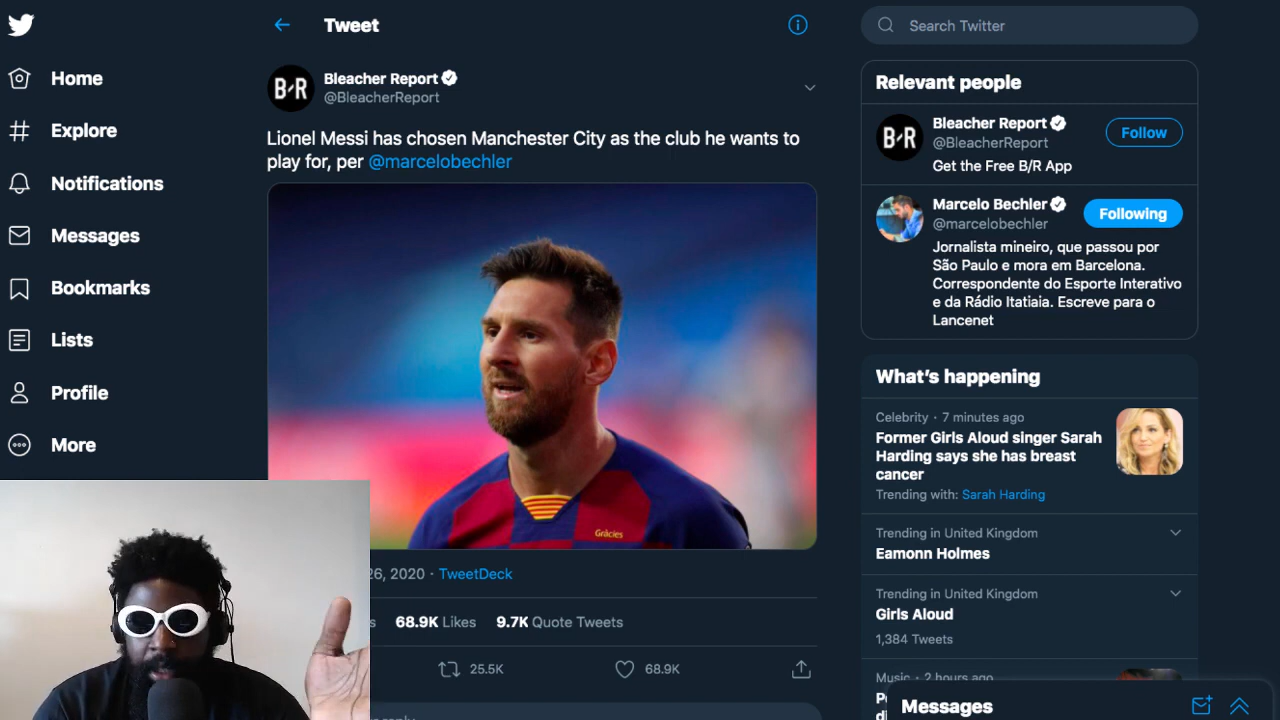 Home
Explore
Notifications
Messages
Bookmarks
Lists
Profile
More
Tweet
B·R
Bleacher Report
@BleacherReport
Lionel Messi has chosen Manchester City as the club he wants to
play for, per @marcelobechler
Gràcies
26, 2020 · TweetDeck
68.9K Likes 9.7K Quote Tweets
25.5K 68.9K
Search Twitter
Relevant people
B·R
Bleacher Report
@BleacherReport
Follow
Get the Free B/R App
Marcelo Bechler
@marcelobechler
Following
Jornalista mineiro, que passou por
São Paulo e mora em Barcelona.
Correspondente do Esporte Interativo
e da Rádio Itatiaia. Escreve para o
Lancenet
What's happening
Celebrity · 7 minutes ago
Former Girls Aloud singer Sarah
Harding says she has breast
cancer
Trending with: Sarah Harding
Trending in United Kingdom
Eamonn Holmes
Trending in United Kingdom
Girls Aloud
1,384 Tweets
Music · 2 hours ago
Messages